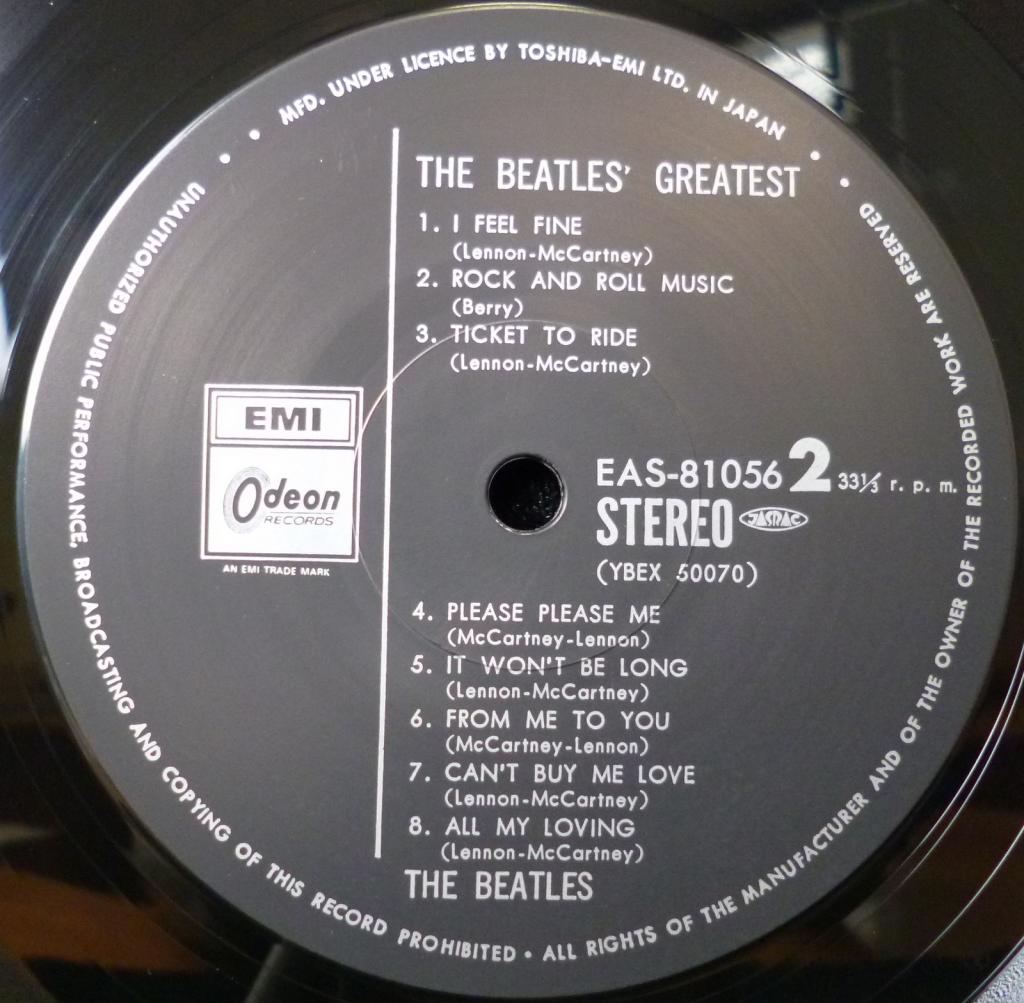 MFD. UNDER LICENCE BY TOSHIBA-EMI LTD. IN JAPAN
THE BEATLES' GREATEST
1. I FEEL FINE
(Lennon-McCartney)
2. ROCK AND ROLL MUSIC
(Berry)
3. TICKET TO RIDE
(Lennon-McCartney)
EMI
Odeon
RECORDS
AN EMI TRADE MARK
EAS-81056 2 33⅓ r. p. m.
STEREO JASRAC
(YBEX 50070)
4. PLEASE PLEASE ME
(McCartney-Lennon)
5. IT WON'T BE LONG
(Lennon-McCartney)
6. FROM ME TO YOU
(McCartney-Lennon)
7. CAN'T BUY ME LOVE
(Lennon-McCartney)
8. ALL MY LOVING
(Lennon-McCartney)
THE BEATLES
UNAUTHORIZED PUBLIC PERFORMANCE, BROADCASTING AND COPYING OF THIS RECORD PROHIBITED • ALL RIGHTS OF THE MANUFACTURER AND OF THE OWNER OF THE RECORDED WORK ARE RESERVED